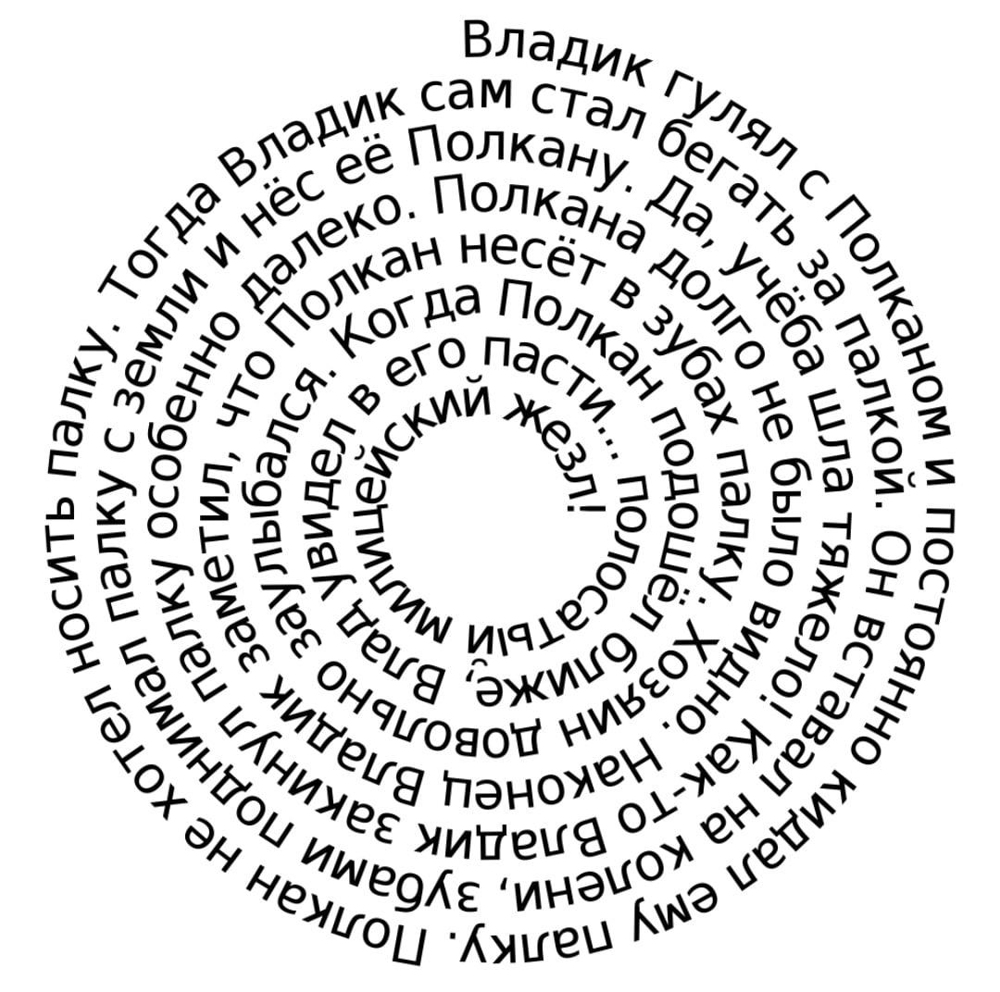 Владик гулял с Полканом и постоянно кидал ему палку. Полкан не хотел носить палку. Тогда Владик сам стал бегать за палкой. Он вставал на колени, зубами поднимал палку с земли и нёс её Полкану. Да, учёба шла тяжело! Как-то Владик закинул палку особенно далеко. Полкана долго не было видно. Наконец Владик заметил, что Полкан несёт в зубах палку. Хозяин довольно заулыбался. Когда Полкан подошёл ближе, Влад увидел в его пасти... полосатый милицейский жезл!